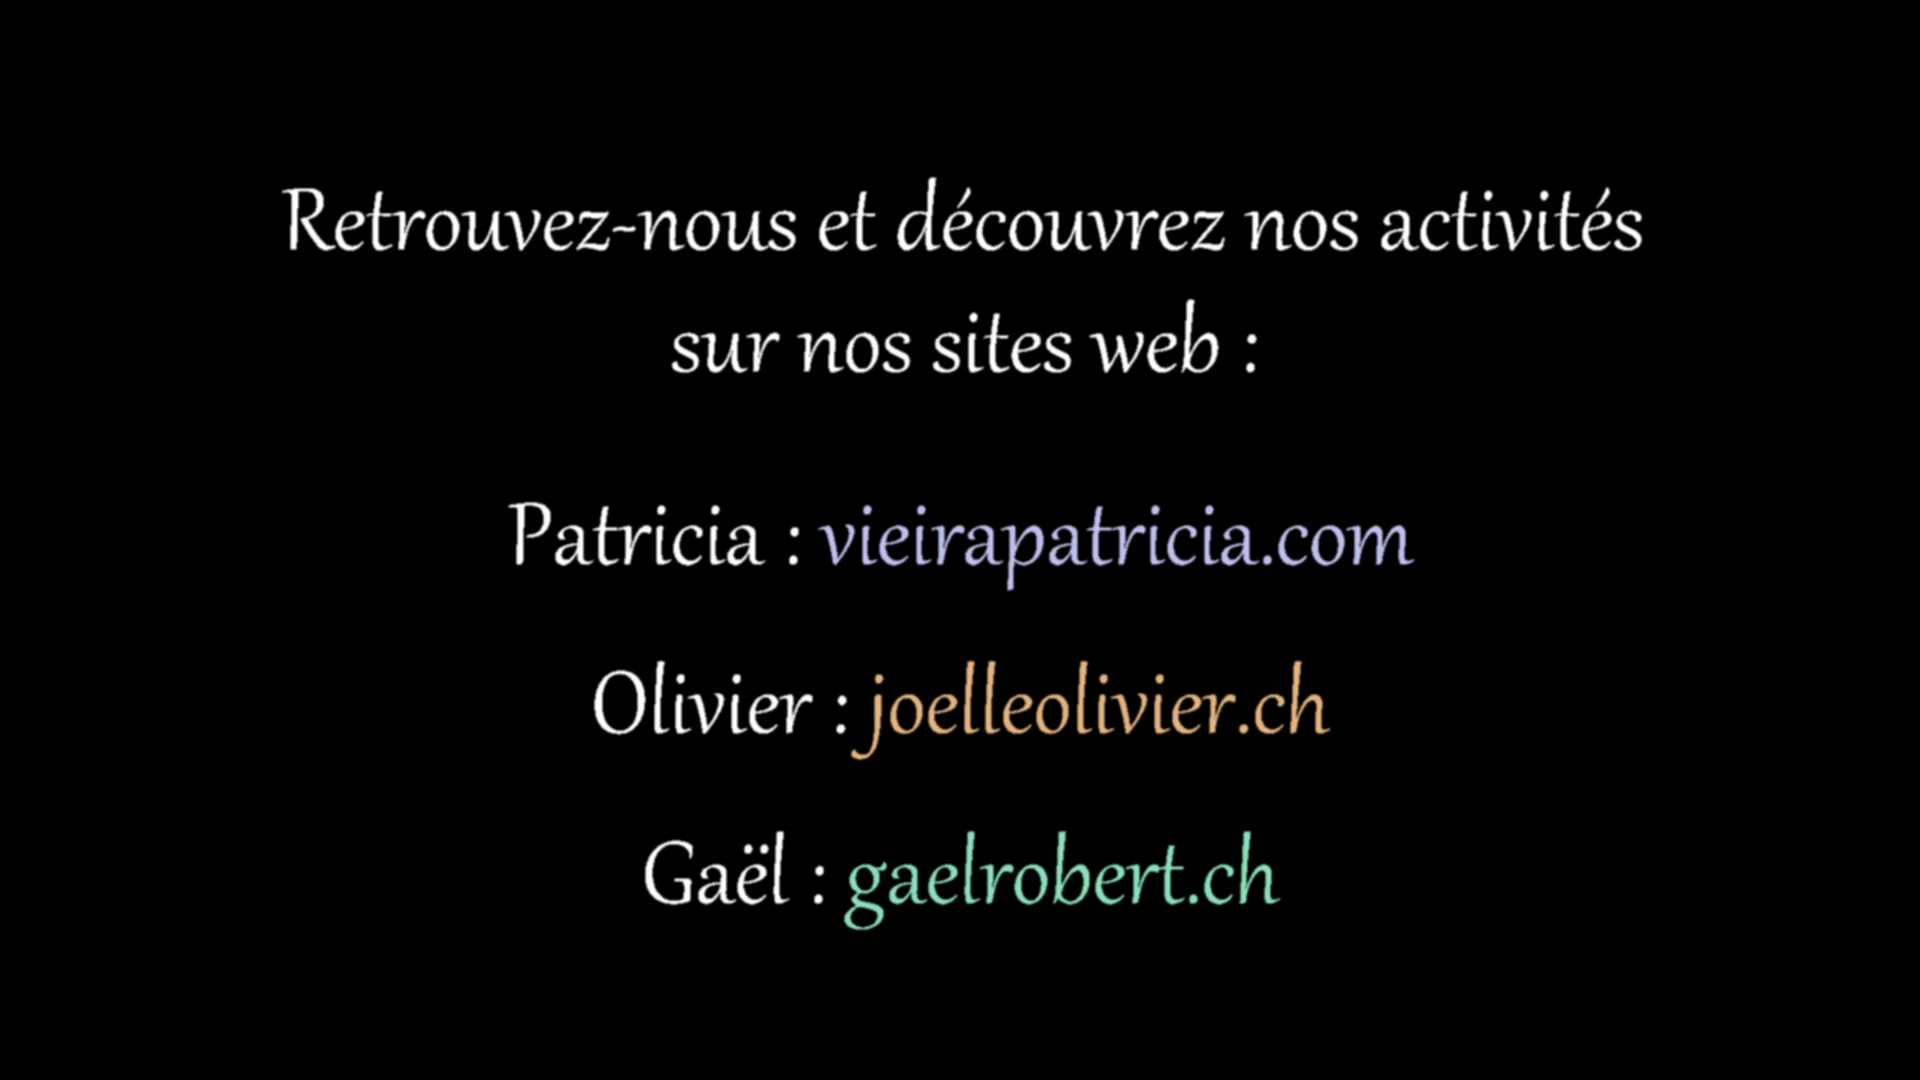 Retrouvez-nous et découvrez nos activités
sur nos sites web :
Patricia : vieirapatricia.com
Olivier : joelleolivier.ch
Gaël : gaelrobert.ch